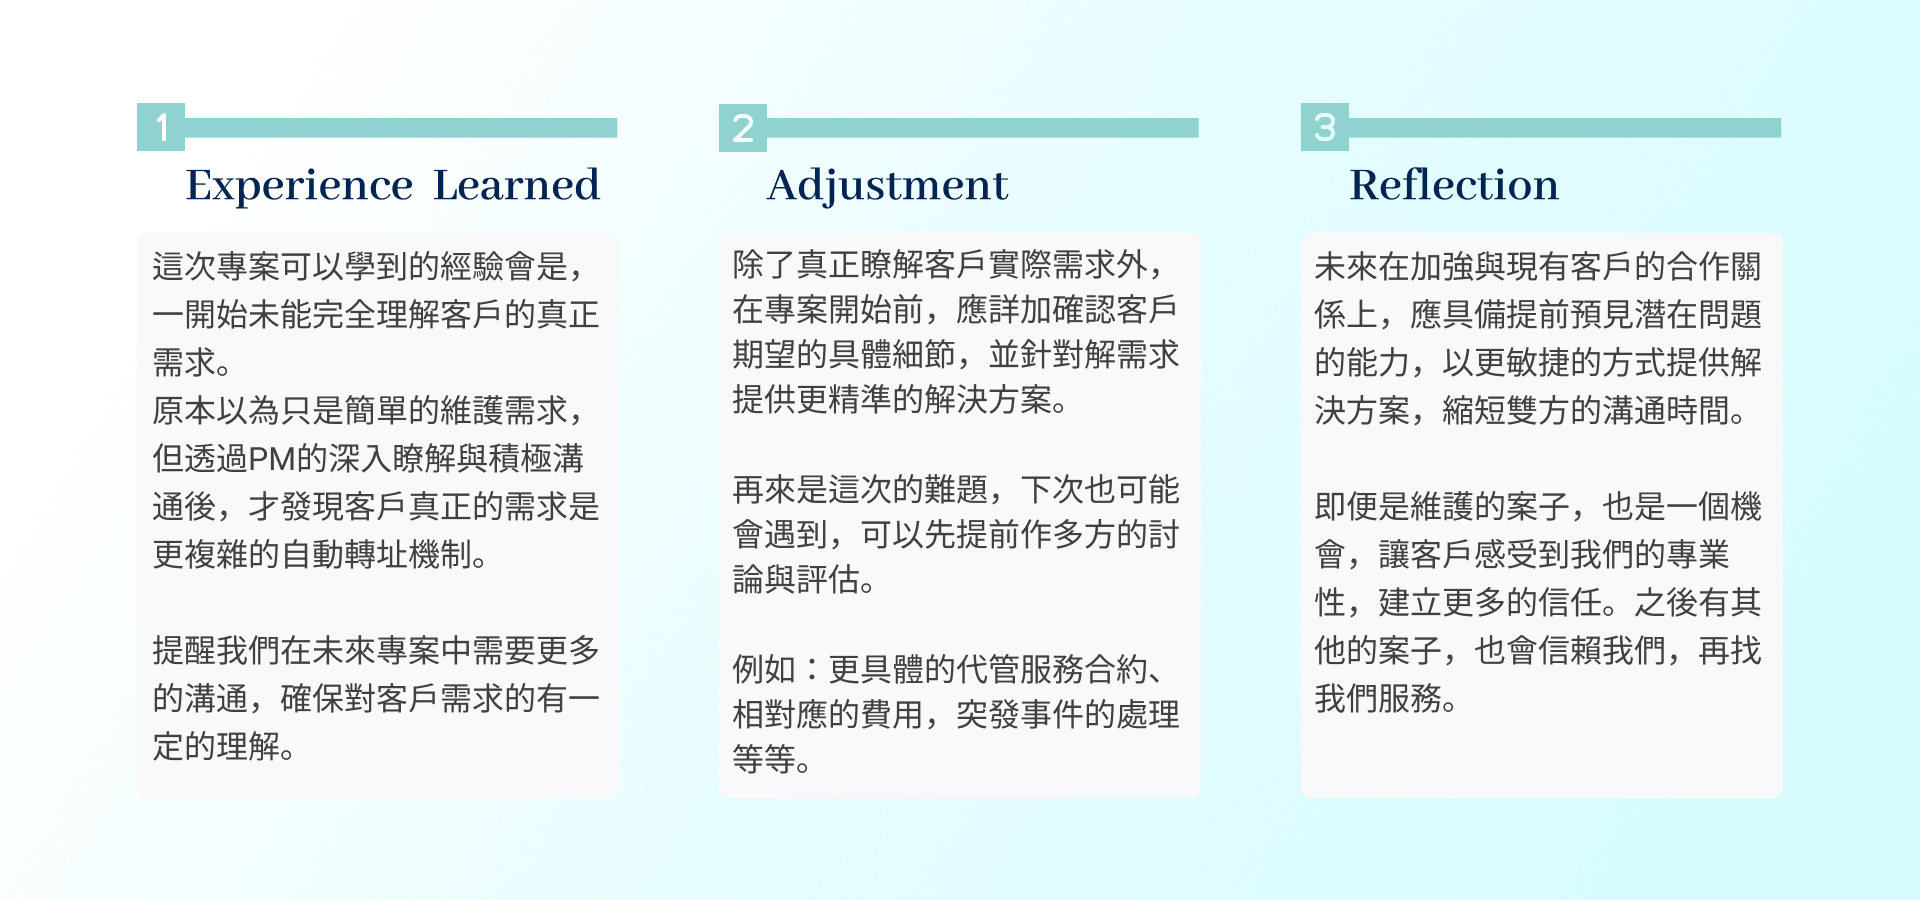 1
Experience Learned
這次專案可以學到的經驗會是，
一開始未能完全理解客戶的真正
需求。
原本以為只是簡單的維護需求，
但透過PM的深入瞭解與積極溝
通後，才發現客戶真正的需求是
更複雜的自動轉址機制。
提醒我們在未來專案中需要更多
的溝通，確保對客戶需求的有一
定的理解。
2
Adjustment
除了真正瞭解客戶實際需求外，
在專案開始前，應詳加確認客戶
期望的具體細節，並針對解需求
提供更精準的解決方案。
再來是這次的難題，下次也可能
會遇到，可以先提前作多方的討
論與評估。
例如：更具體的代管服務合約、
相對應的費用，突發事件的處理
等等。
3
Reflection
未來在加強與現有客戶的合作關
係上，應具備提前預見潛在問題
的能力，以更敏捷的方式提供解
決方案，縮短雙方的溝通時間。
即便是維護的案子，也是一個機
會，讓客戶感受到我們的專業
性，建立更多的信任。之後有其
他的案子，也會信賴我們，再找
我們服務。